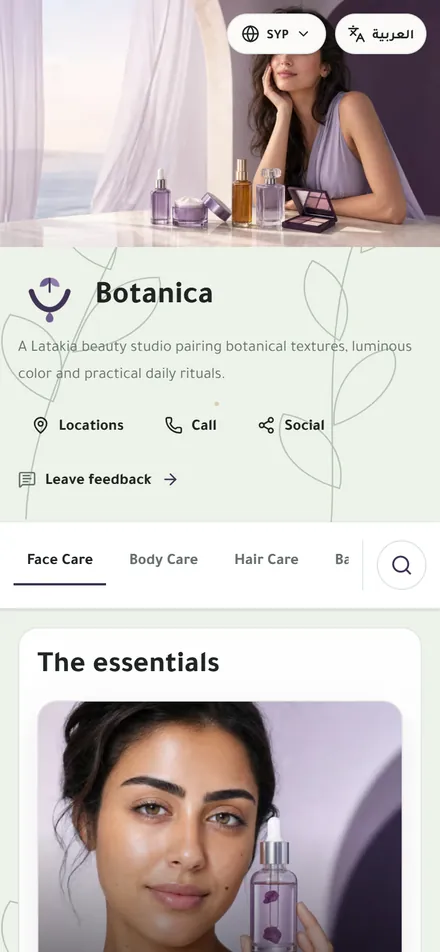 SYP
العربية
Botanica
A Latakia beauty studio pairing botanical textures, luminous
color and practical daily rituals.
Locations
Call
Social
Leave feedback
Face Care
Body Care
Hair Care
The essentials